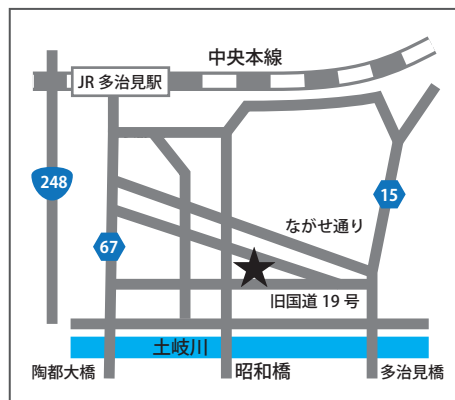 中央本線
JR 多治見駅
248
15
ながせ通り
67
旧国道 19 号
土岐川
陶都大橋
昭和橋
多治見橋